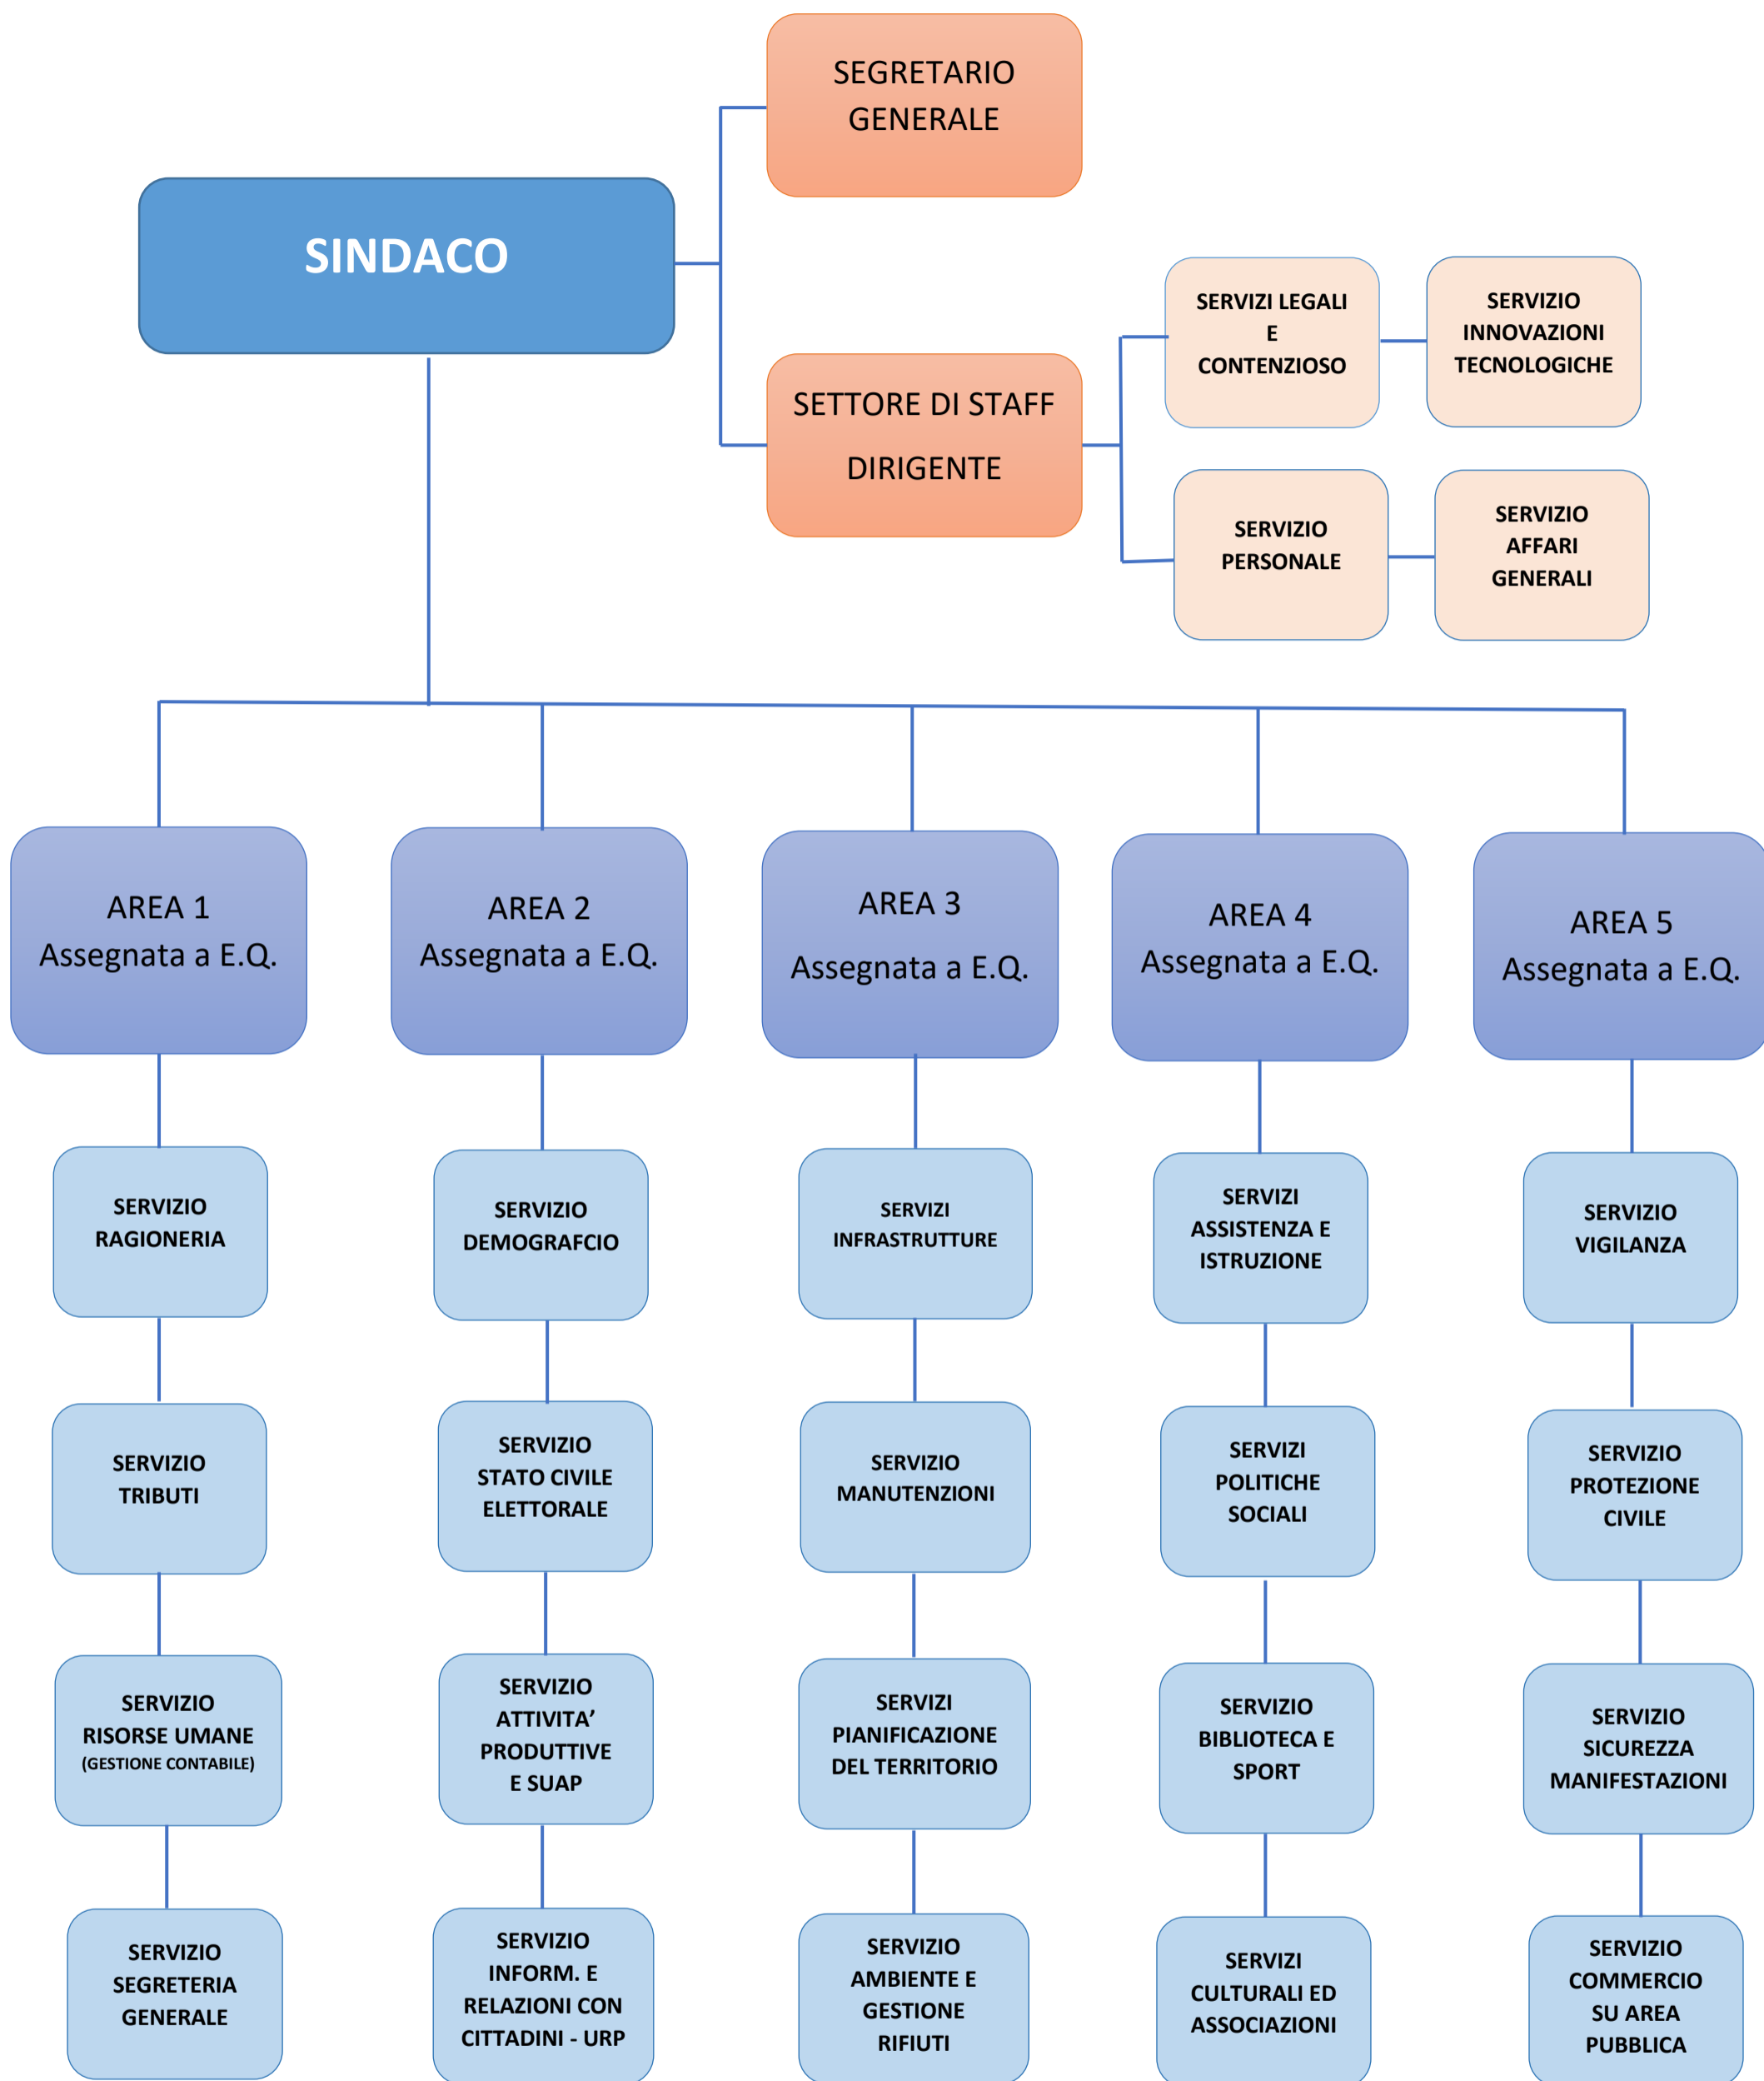 SEGRETARIO
GENERALE
SINDACO
SERVIZI LEGALI
E
CONTENZIOSO
SERVIZIO
INNOVAZIONI
TECNOLOGICHE
SETTORE DI STAFF
DIRIGENTE
SERVIZIO
PERSONALE
SERVIZIO
AFFARI
GENERALI
AREA 1
Assegnata a E.Q.
AREA 2
Assegnata a E.Q.
AREA 3
Assegnata a E.Q.
AREA 4
Assegnata a E.Q.
AREA 5
Assegnata a E.Q.
SERVIZIO
RAGIONERIA
SERVIZIO
DEMOGRAFCIO
SERVIZI
INFRASTRUTTURE
SERVIZI
ASSISTENZA E
ISTRUZIONE
SERVIZIO
VIGILANZA
SERVIZIO
TRIBUTI
SERVIZIO
STATO CIVILE
ELETTORALE
SERVIZIO
MANUTENZIONI
SERVIZI
POLITICHE
SOCIALI
SERVIZIO
PROTEZIONE
CIVILE
SERVIZIO
RISORSE UMANE
(GESTIONE CONTABILE)
SERVIZIO
ATTIVITA’
PRODUTTIVE
E SUAP
SERVIZI
PIANIFICAZIONE
DEL TERRITORIO
SERVIZIO
BIBLIOTECA E
SPORT
SERVIZIO
SICUREZZA
MANIFESTAZIONI
SERVIZIO
SEGRETERIA
GENERALE
SERVIZIO
INFORM. E
RELAZIONI CON
CITTADINI - URP
SERVIZIO
AMBIENTE E
GESTIONE
RIFIUTI
SERVIZI
CULTURALI ED
ASSOCIAZIONI
SERVIZIO
COMMERCIO
SU AREA
PUBBLICA